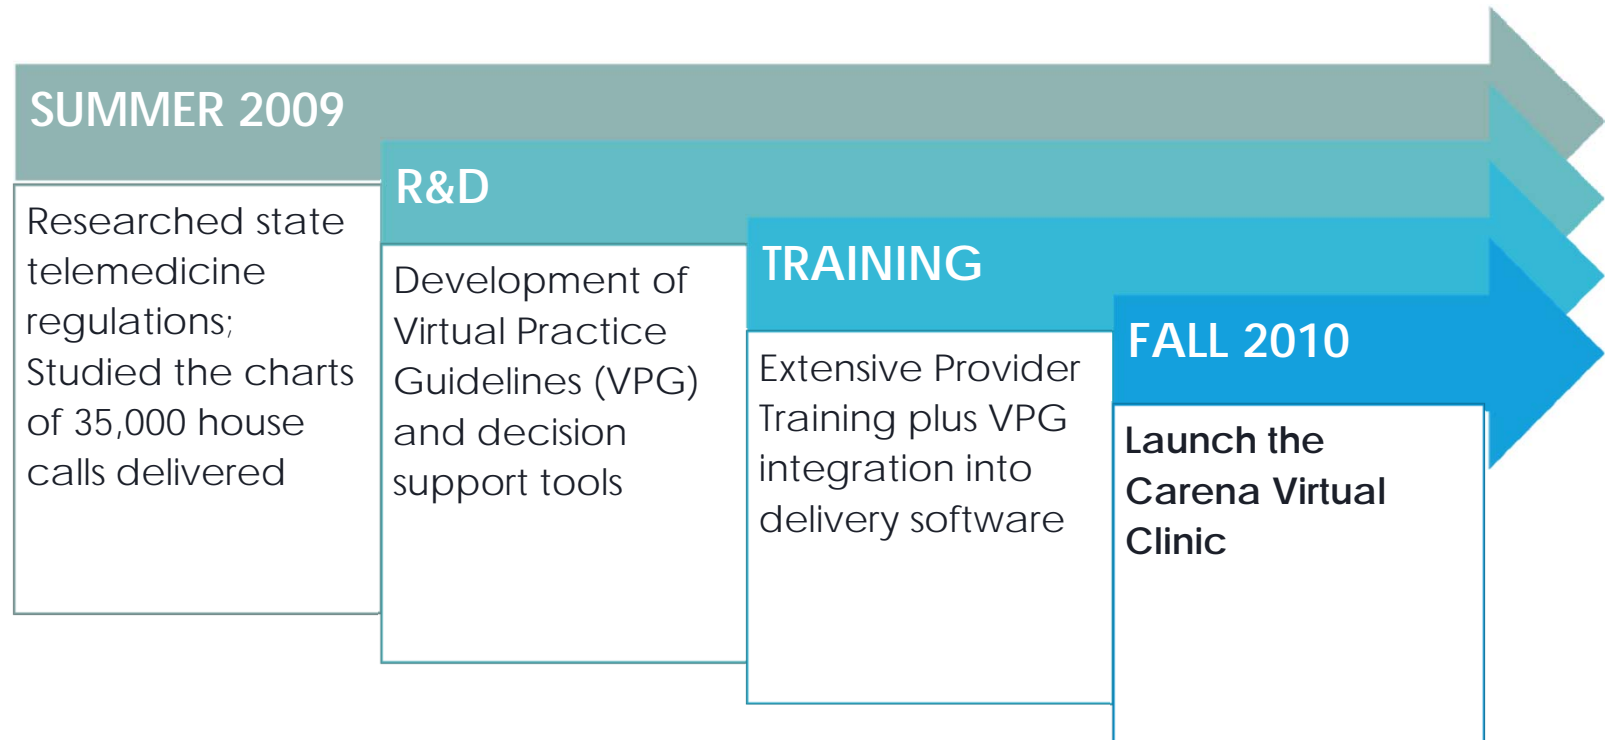 SUMMER 2009
Researched state
telemedicine
regulations;
Studied the charts
of 35,000 house
calls delivered
R&D
Development of
Virtual Practice
Guidelines (VPG)
and decision
support tools
TRAINING
Extensive Provider
Training plus VPG
integration into
delivery software
FALL 2010
Launch the
Carena Virtual
Clinic